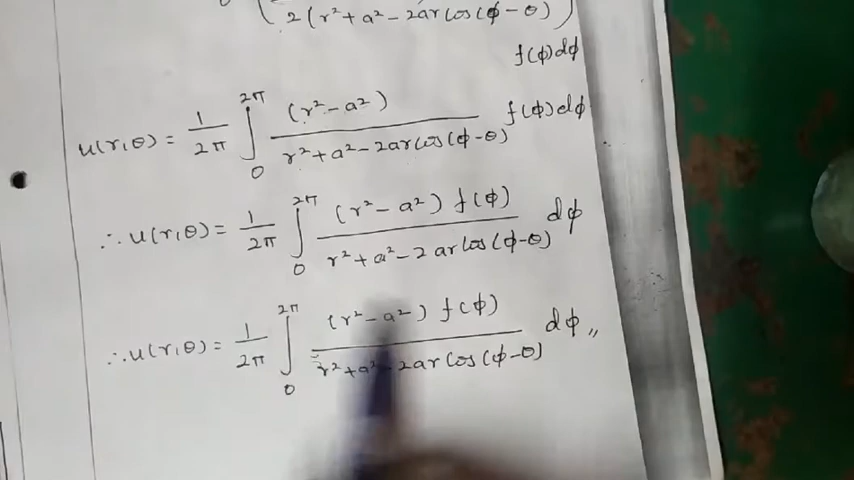 2(r²+a²-2ar cos(ϕ-θ))
f(ϕ)dϕ
u(r,θ) = 1/2π ∫₀^2π (r²-a²)/(r²+a²-2ar cos(ϕ-θ)) f(ϕ)dϕ
∴u(r,θ) = 1/2π ∫₀^2π (r²-a²) f(ϕ)/(r²+a²-2ar cos(ϕ-θ)) dϕ
∴u(r,θ) = 1/2π ∫₀^2π (r²-a²) f(ϕ)/(r²+a²-2ar cos(ϕ-θ)) dϕ,,